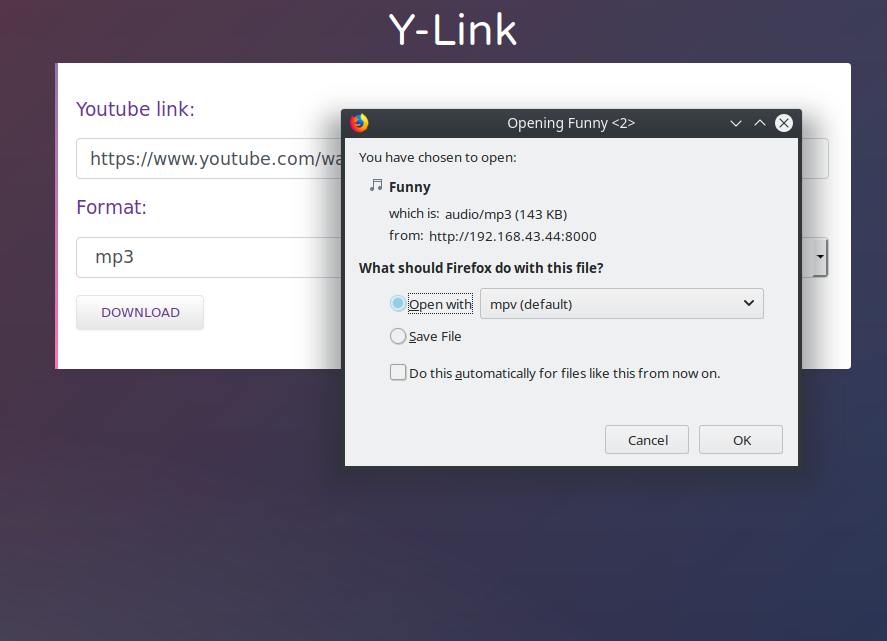 Y-Link
Youtube link:
https://www.youtube.com/wa
Format:
mp3
DOWNLOAD
Opening Funny <2>
You have chosen to open:
Funny
which is: audio/mp3 (143 KB)
from: http://192.168.43.44:8000
What should Firefox do with this file?
Open with mpv (default)
Save File
Do this automatically for files like this from now on.
Cancel OK